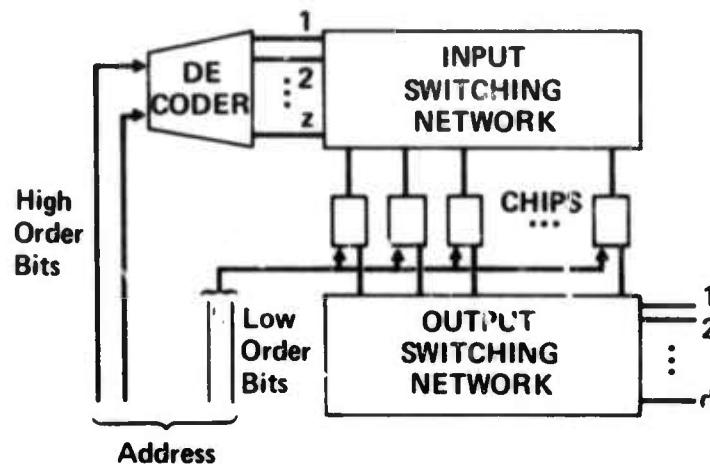 1
2
z
DE
CODER
INPUT
SWITCHING
NETWORK
High
Order
Bits
CHIPS
Low
Order
Bits
OUTPUT
SWITCHING
NETWORK
1
2
Address